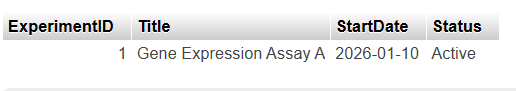 ExperimentID Title StartDate Status
1 Gene Expression Assay A 2026-01-10 Active